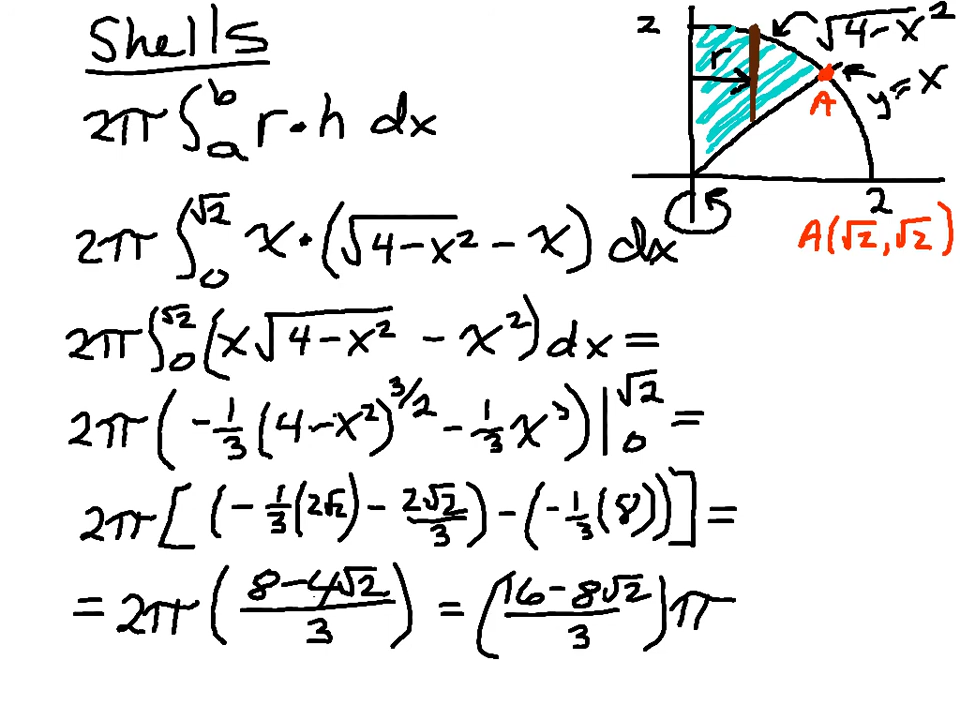 Shells
2π ∫_a^b r·h dx
2π ∫_0^√2 x·(√4-x² - x) dx
2π ∫_0^√2 (x√4-x² - x²) dx =
2π (-1/3 (4-x²)^3/2 - 1/3 x³) |_0^√2 =
2π [(-1/3 (2√2) - 2√2/3) - (-1/3 (8))] =
= 2π (8-4√2/3) = (16-8√2/3) π
2
√4-x²
r
A
y=x
2
A(√2, √2)